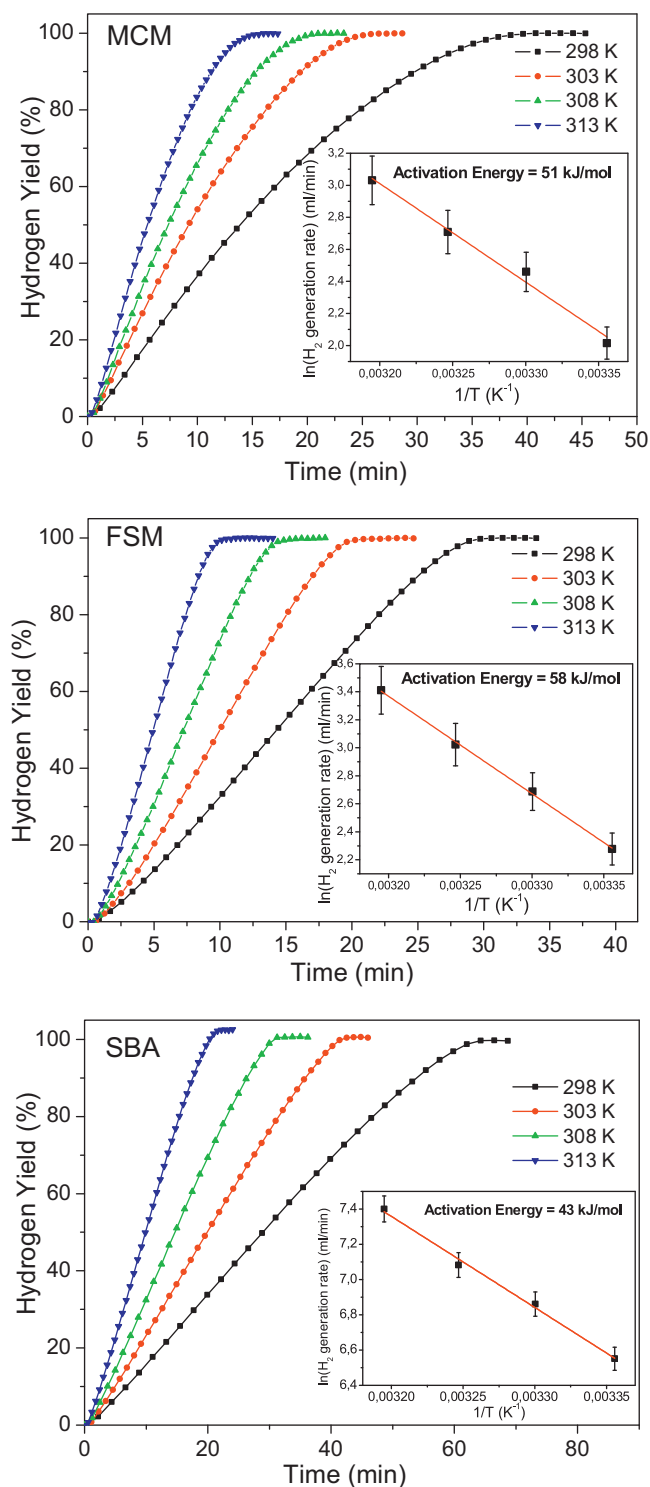 MCM
298 K
303 K
308 K
313 K
Activation Energy = 51 kJ/mol
ln(H2 generation rate) (ml/min)
3,2
3,0
2,8
2,6
2,4
2,2
2,0
0,00320 0,00325 0,00330 0,00335
1/T (K-1)
Hydrogen Yield (%)
100
80
60
40
20
0
0 5 10 15 20 25 30 35 40 45 50
Time (min)
FSM
298 K
303 K
308 K
313 K
Activation Energy = 58 kJ/mol
ln(H2 generation rate) (ml/min)
3,6
3,4
3,2
3,0
2,8
2,6
2,4
2,2
0,00320 0,00325 0,00330 0,00335
1/T (K-1)
Hydrogen Yield (%)
100
80
60
40
20
0
0 5 10 15 20 25 30 35 40
Time (min)
SBA
298 K
303 K
308 K
313 K
Activation Energy = 43 kJ/mol
ln(H2 generation rate) (ml/min)
7,4
7,2
7,0
6,8
6,6
6,4
0,00320 0,00325 0,00330 0,00335
1/T (K-1)
Hydrogen Yield (%)
100
80
60
40
20
0
0 20 40 60 80
Time (min)